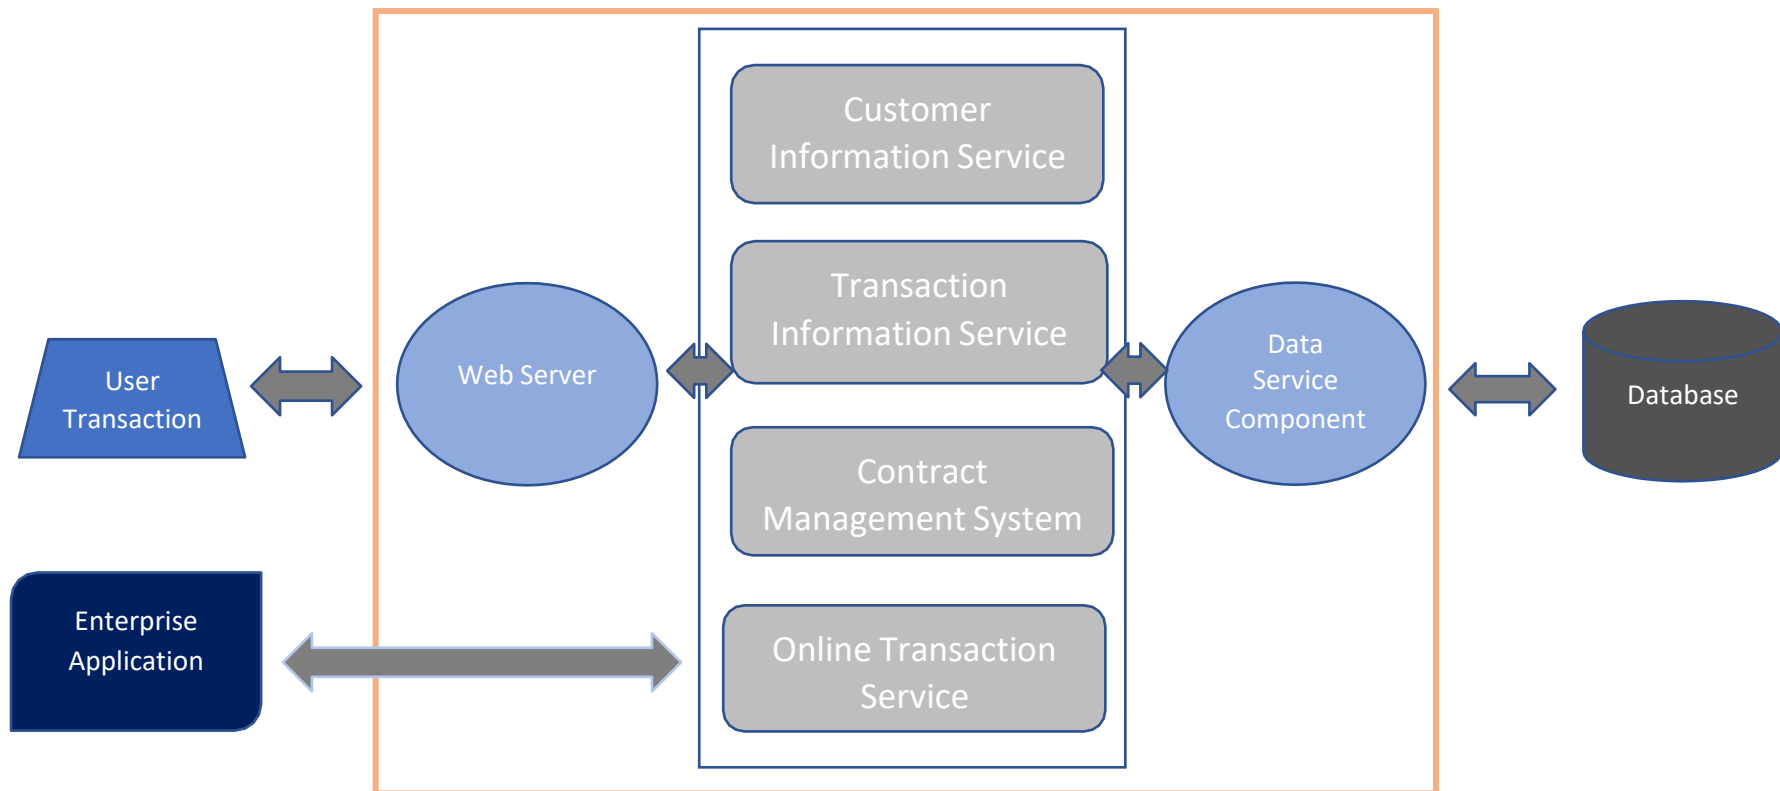 Customer
Information Service
Transaction
Information Service
Contract
Management System
Online Transaction
Service
User
Transaction
Web Server
Data
Service
Component
Database
Enterprise
Application